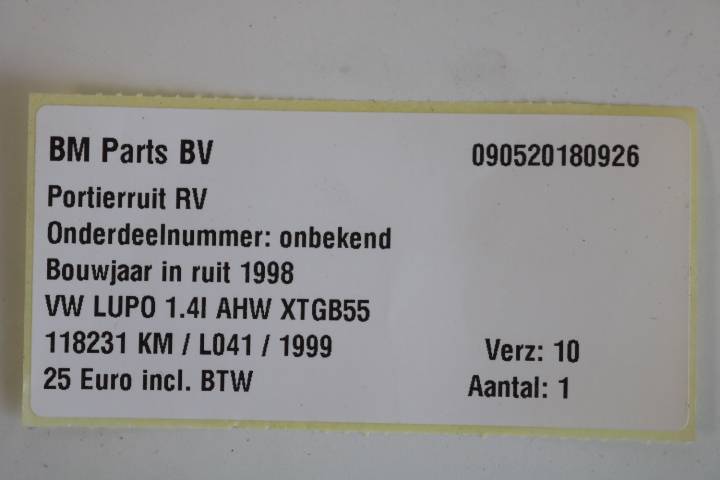 BM Parts BV 090520180926
Portierruit RV
Onderdeelnummer: onbekend
Bouwjaar in ruit 1998
VW LUPO 1.4I AHW XTGB55
118231 KM / L041 / 1999 Verz: 10
25 Euro incl. BTW Aantal: 1